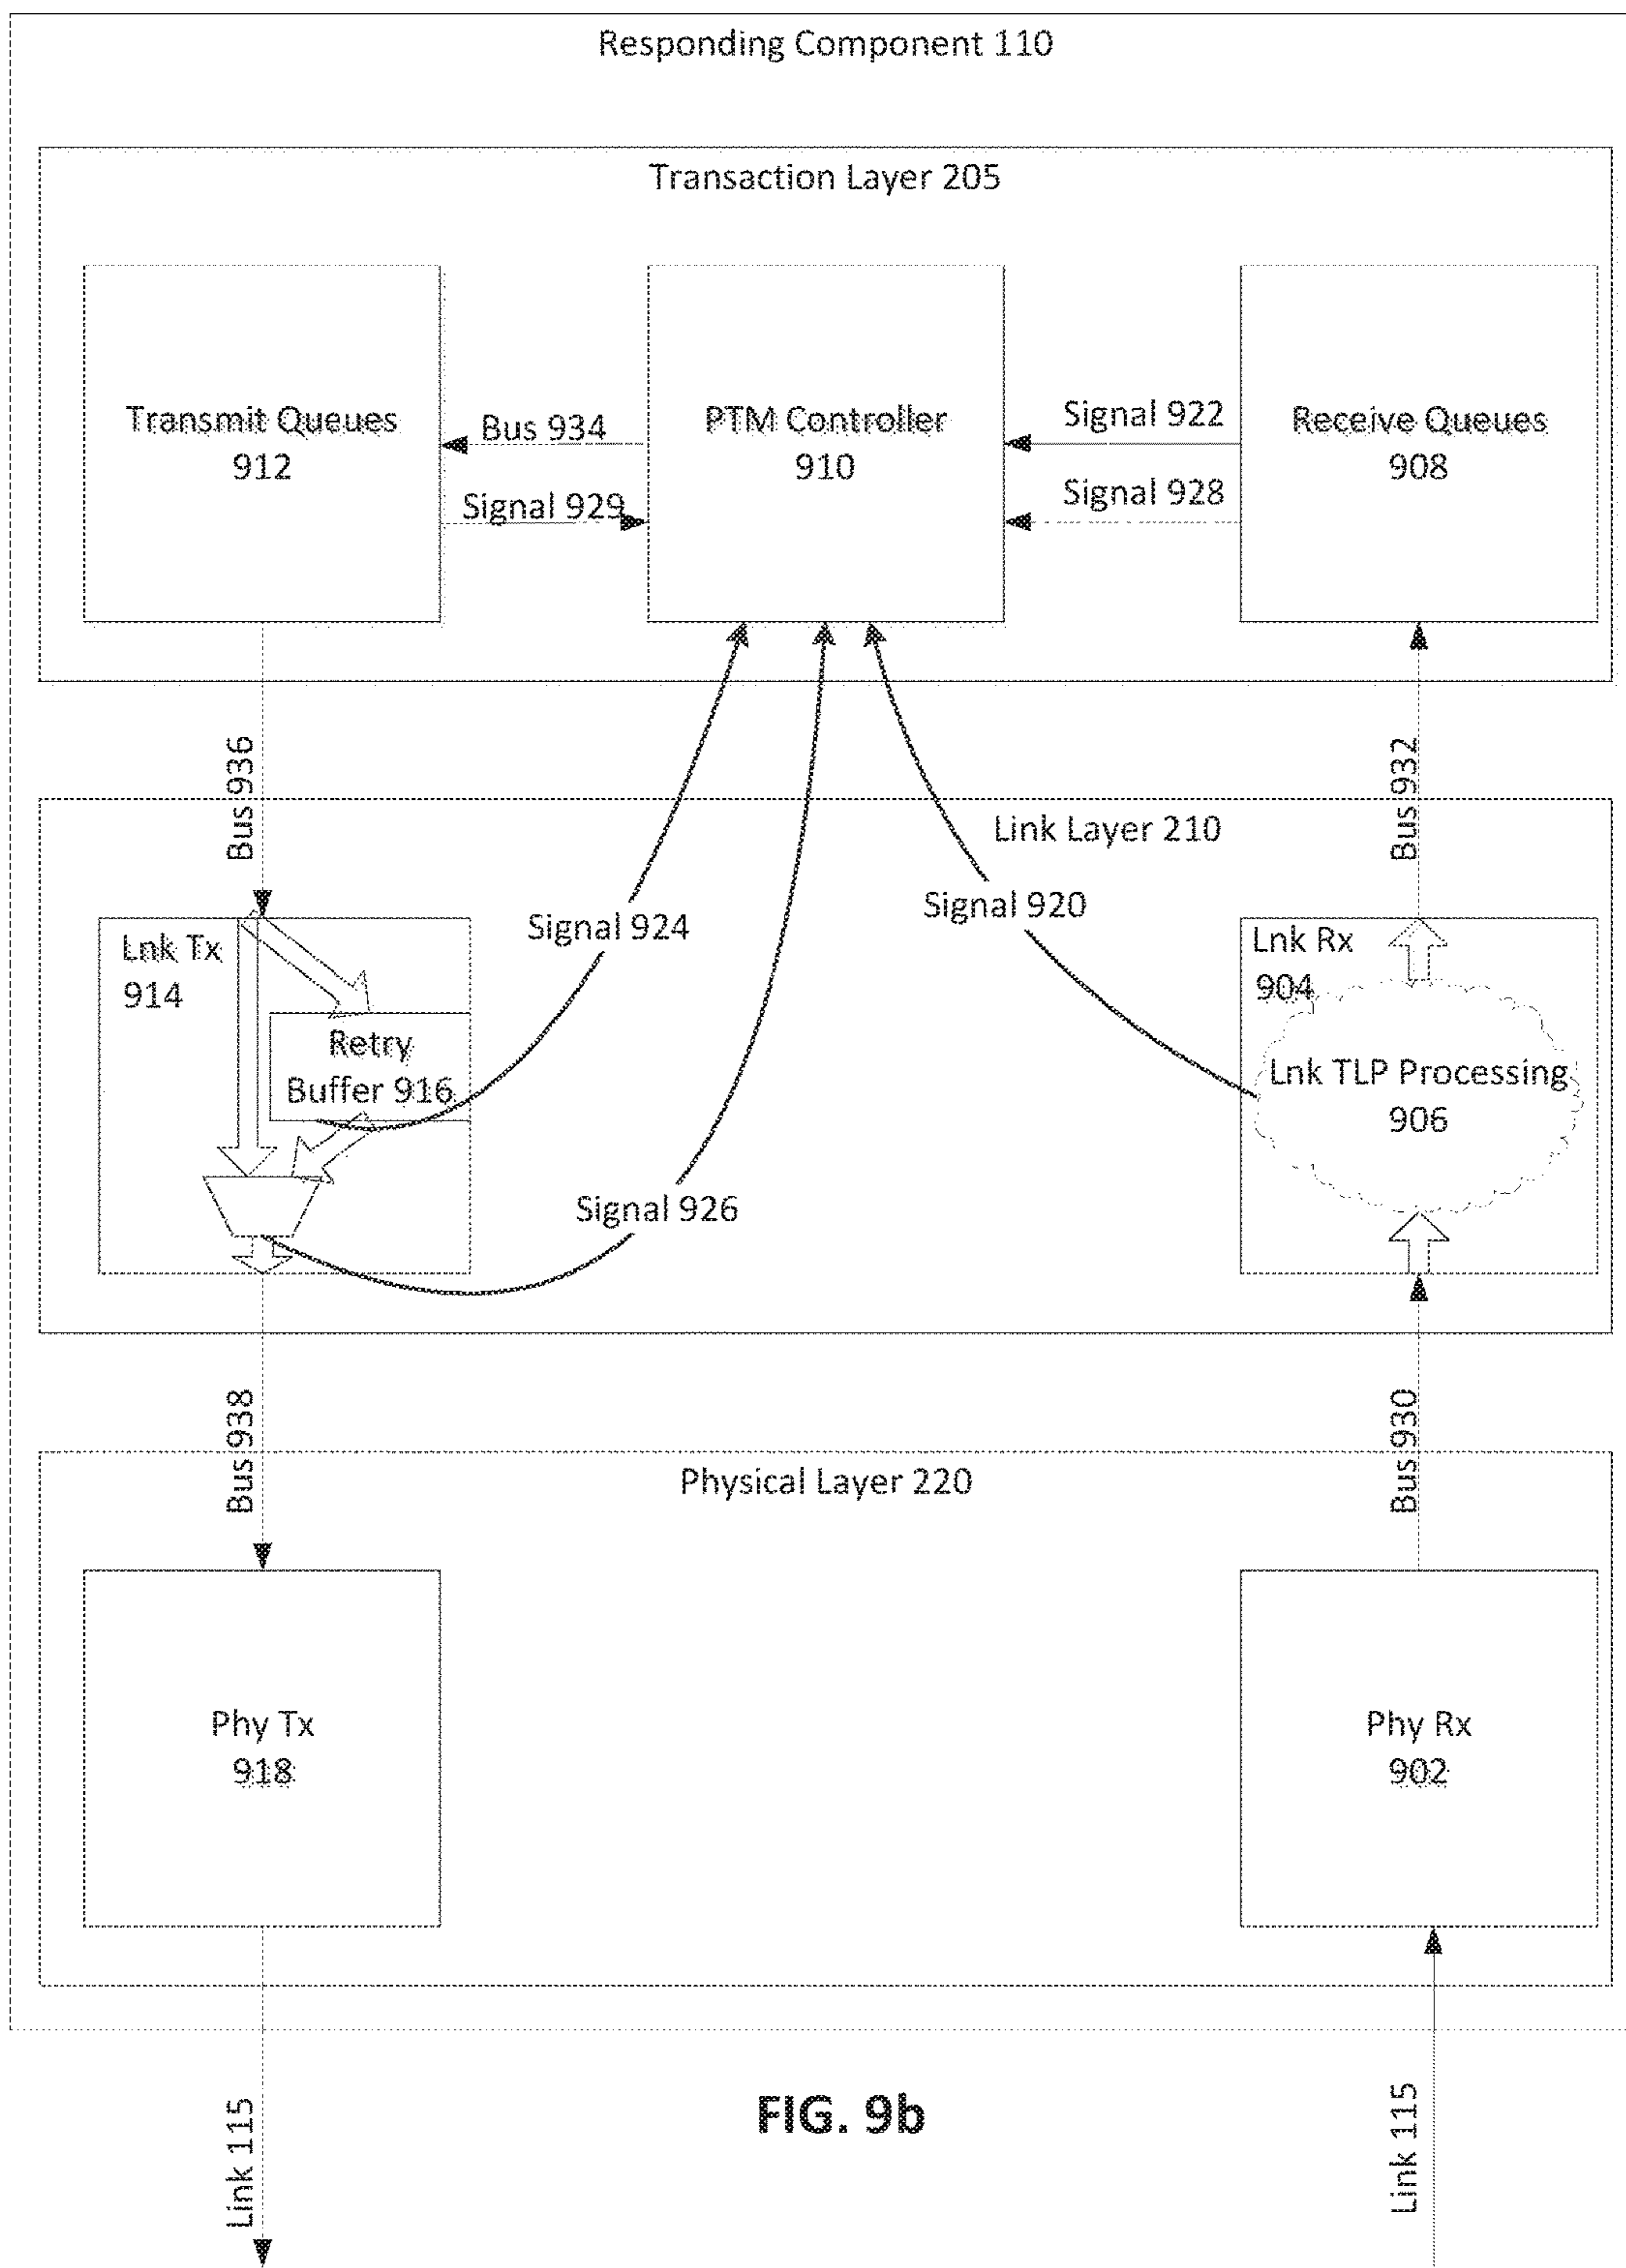 Responding Component 110
Transaction Layer 205
Transmit Queues
912
Bus 934
Signal 929
PTM Controller
910
Signal 922
Signal 928
Receive Queues
908
Bus 936
Bus 932
Link Layer 210
Lnk Tx
914
Retry
Buffer 916
Signal 924
Signal 920
Signal 926
Lnk Rx
904
Lnk TLP Processing
906
Bus 938
Bus 930
Physical Layer 220
Phy Tx
918
Phy Rx
902
Link 115
FIG. 9b
Link 115